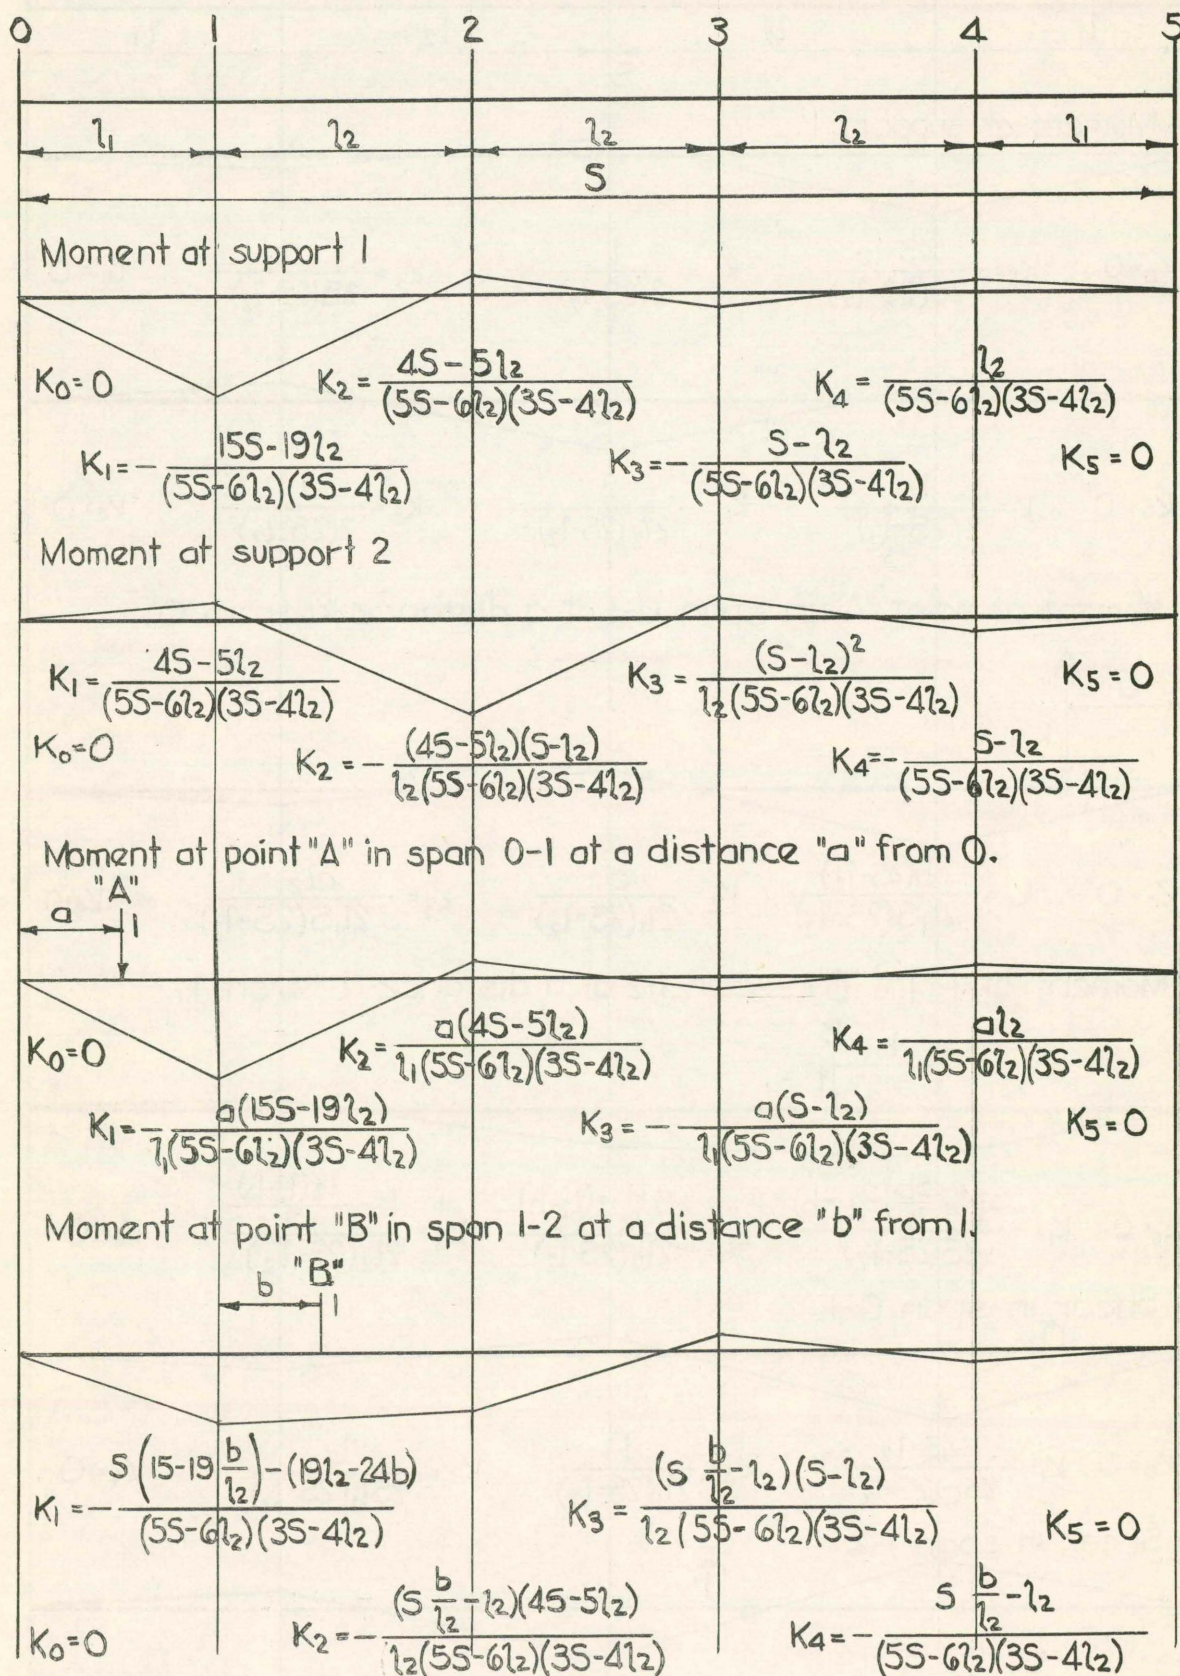 0 1 2 3 4 5
l₁ l₂ l₂ l₂ l₁
S
Moment at support 1
K₀=0 K₂=(4S-5l₂)/((5S-6l₂)(3S-4l₂)) K₄=l₂/((5S-6l₂)(3S-4l₂))
K₁=-(15S-19l₂)/((5S-6l₂)(3S-4l₂)) K₃=-(S-l₂)/((5S-6l₂)(3S-4l₂)) K₅=0
Moment at support 2
K₁=(4S-5l₂)/((5S-6l₂)(3S-4l₂)) K₃=(S-l₂)²/(l₂(5S-6l₂)(3S-4l₂)) K₅=0
K₀=0 K₂=-((4S-5l₂)(S-l₂))/(l₂(5S-6l₂)(3S-4l₂)) K₄=-(S-l₂)/((5S-6l₂)(3S-4l₂))
Moment at point "A" in span 0-1 at a distance "a" from 0.
"A"
a 1
K₀=0 K₂=(a(4S-5l₂))/(l₁(5S-6l₂)(3S-4l₂)) K₄=(al₂)/(l₁(5S-6l₂)(3S-4l₂))
K₁=-(a(15S-19l₂))/(l₁(5S-6l₂)(3S-4l₂)) K₃=-(a(S-l₂))/(l₁(5S-6l₂)(3S-4l₂)) K₅=0
Moment at point "B" in span 1-2 at a distance "b" from 1.
"B"
b 1
K₁=-(S(15-19 b/l₂)-(19l₂-24b))/((5S-6l₂)(3S-4l₂)) K₃=((S b/l₂-l₂)(S-l₂))/(l₂(5S-6l₂)(3S-4l₂)) K₅=0
K₀=0 K₂=-((S b/l₂-l₂)(4S-5l₂))/(l₂(5S-6l₂)(3S-4l₂)) K₄=-(S b/l₂-l₂)/((5S-6l₂)(3S-4l₂))